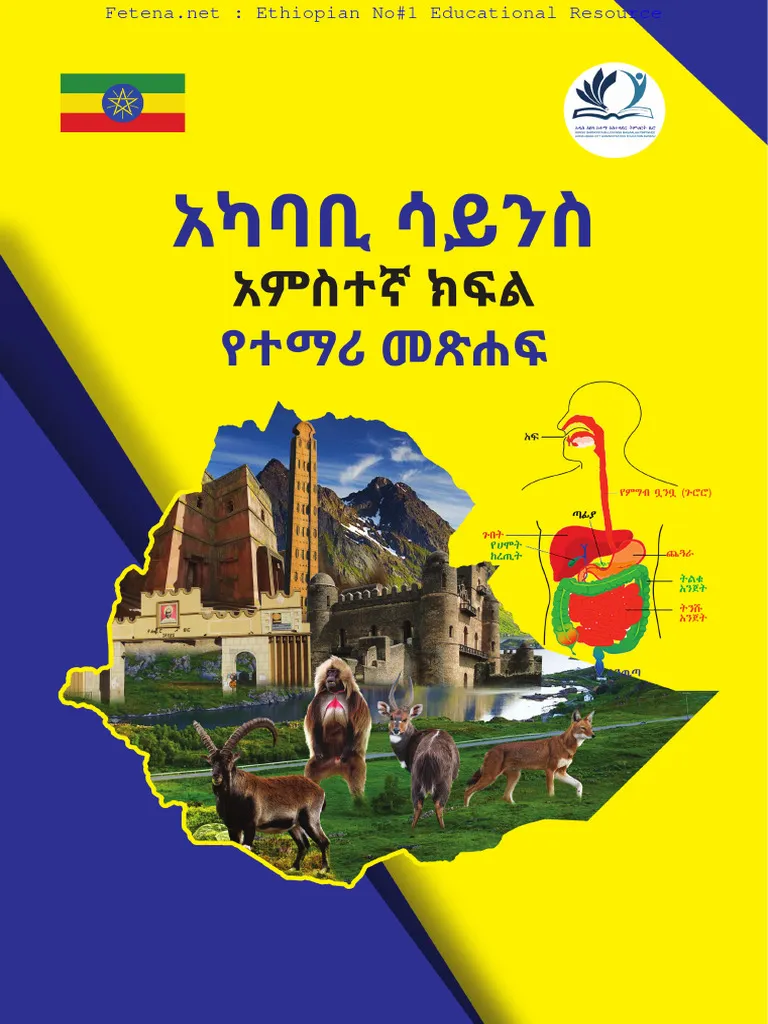 Fetena.net : Ethiopian No#1 Educational Resource
አካባቢ ሳይንስ
አምስተኛ ክፍል
የተማሪ መጽሐፍ
አፍ
የምግብ ቧንቧ (ጉሮሮ)
ጣፊያ
ጉበት
የሀሞት
ከረጢት
ጨጓራ
ትልቁ
አንጀት
ትንሹ
አንጀት